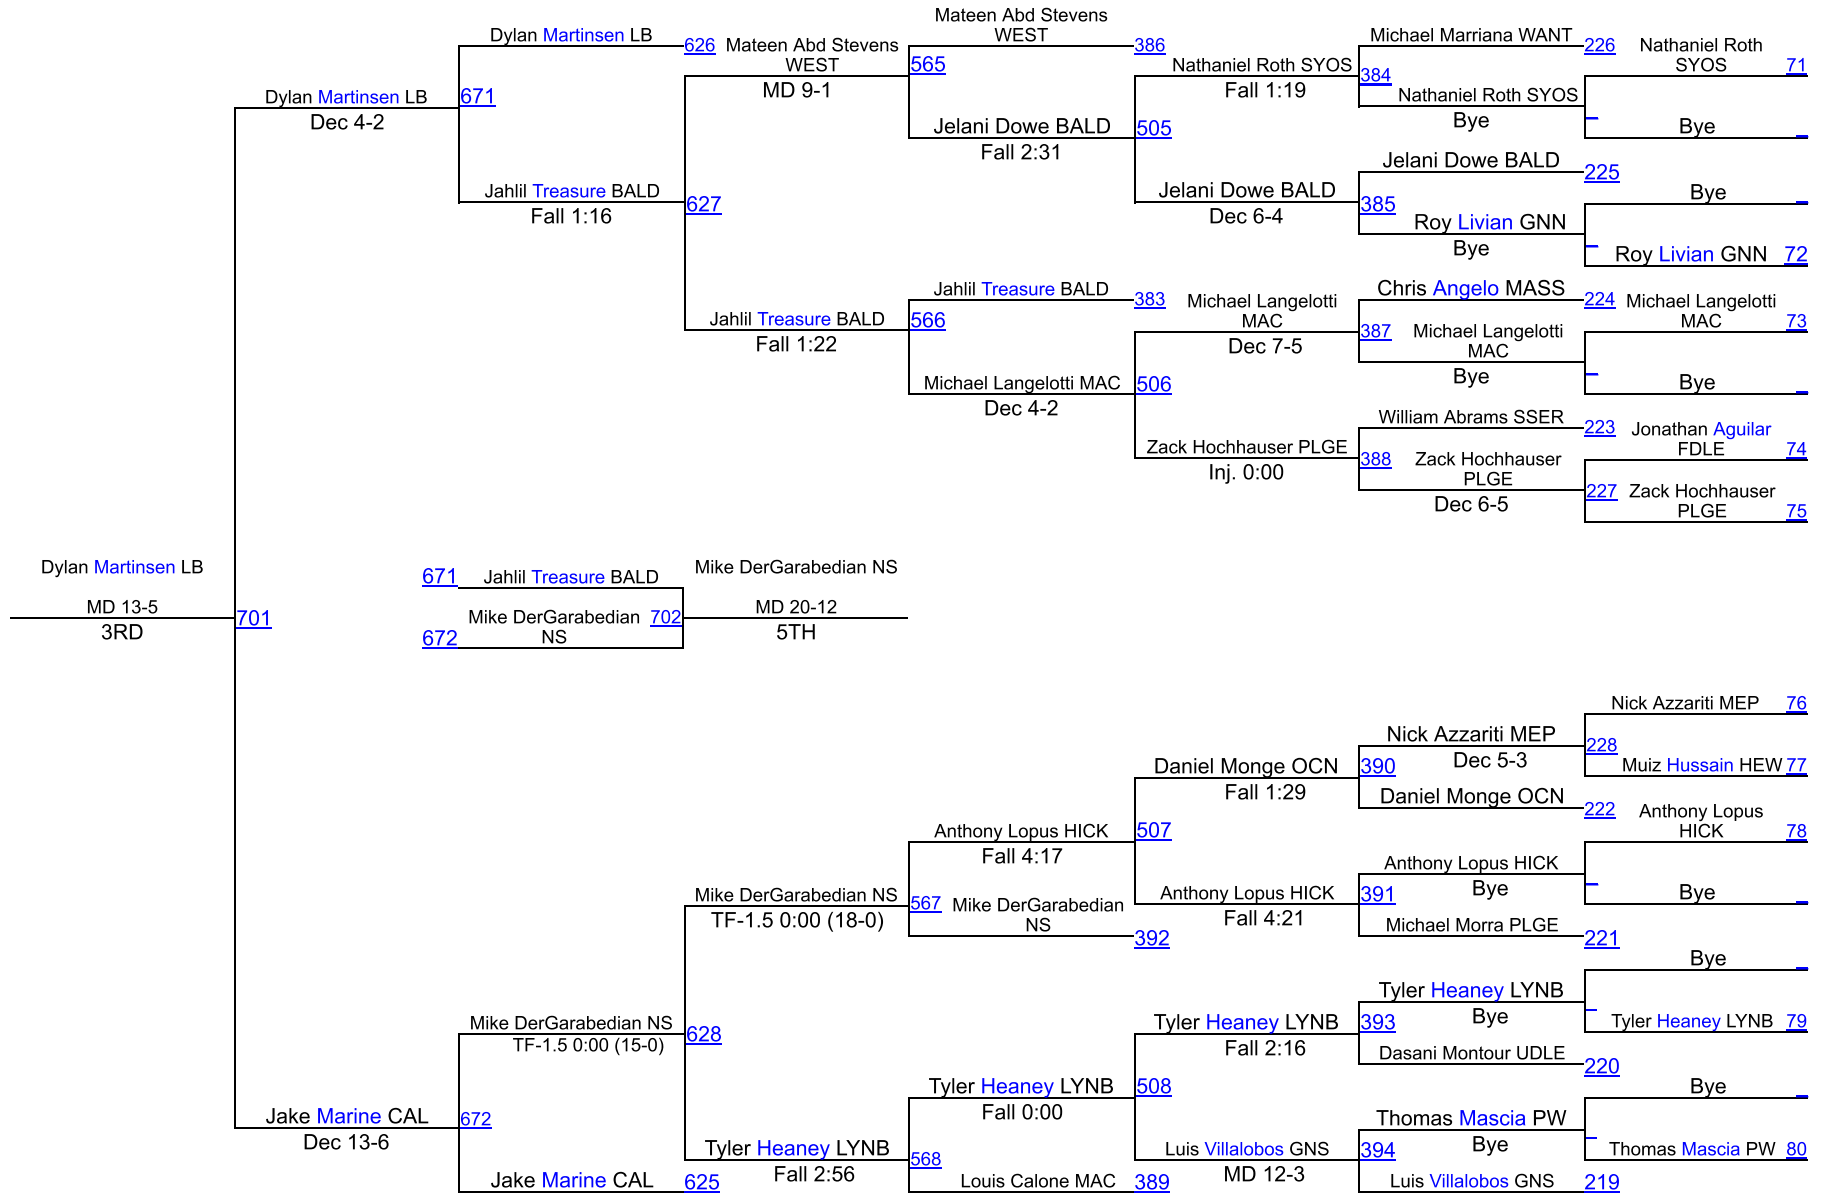 Mateen Abd Stevens
WEST
386
Dylan Martinsen LB
626
Mateen Abd Stevens
WEST
MD 9-1
565
Michael Marriana WANT
226
Nathaniel Roth
SYOS
71
Nathaniel Roth SYOS
Fall 1:19
384
Nathaniel Roth SYOS
Bye
Bye
Dylan Martinsen LB
Dec 4-2
671
Jelani Dowe BALD
Fall 2:31
505
Jelani Dowe BALD
225
Bye
Jahlil Treasure BALD
Fall 1:16
627
Jelani Dowe BALD
Dec 6-4
385
Roy Livian GNN
Bye
Roy Livian GNN
72
Jahlil Treasure BALD
383
Michael Langelotti
MAC
Dec 7-5
Chris Angelo MASS
224
Michael Langelotti
MAC
73
Jahlil Treasure BALD
Fall 1:22
566
387
Michael Langelotti
MAC
Bye
Bye
Michael Langelotti MAC
Dec 4-2
506
William Abrams SSER
223
Jonathan Aguilar
FDLE
74
Zack Hochhauser PLGE
Inj. 0:00
388
Zack Hochhauser
PLGE
Dec 6-5
227
Zack Hochhauser
PLGE
75
Dylan Martinsen LB
MD 13-5
3RD
701
671
Jahlil Treasure BALD
Mike DerGarabedian NS
672
Mike DerGarabedian
NS
702
MD 20-12
5TH
Nick Azzariti MEP
76
Nick Azzariti MEP
Dec 5-3
228
Muiz Hussain HEW
77
Daniel Monge OCN
Fall 1:29
390
Daniel Monge OCN
222
Anthony Lopus
HICK
78
Anthony Lopus HICK
Fall 4:17
507
Anthony Lopus HICK
Bye
Bye
Mike DerGarabedian NS
TF-1.5 0:00 (18-0)
567
Mike DerGarabedian
NS
392
Anthony Lopus HICK
Fall 4:21
391
Michael Morra PLGE
221
Bye
Tyler Heaney LYNB
Bye
Tyler Heaney LYNB
79
Mike DerGarabedian NS
TF-1.5 0:00 (15-0)
628
Tyler Heaney LYNB
Fall 2:16
393
Dasani Montour UDLE
220
Tyler Heaney LYNB
Fall 0:00
508
Bye
Jake Marine CAL
Dec 13-6
672
Thomas Mascia PW
Bye
Thomas Mascia PW
80
Tyler Heaney LYNB
Fall 2:56
568
Luis Villalobos GNS
MD 12-3
394
Jake Marine CAL
625
Louis Calone MAC
389
Luis Villalobos GNS
219